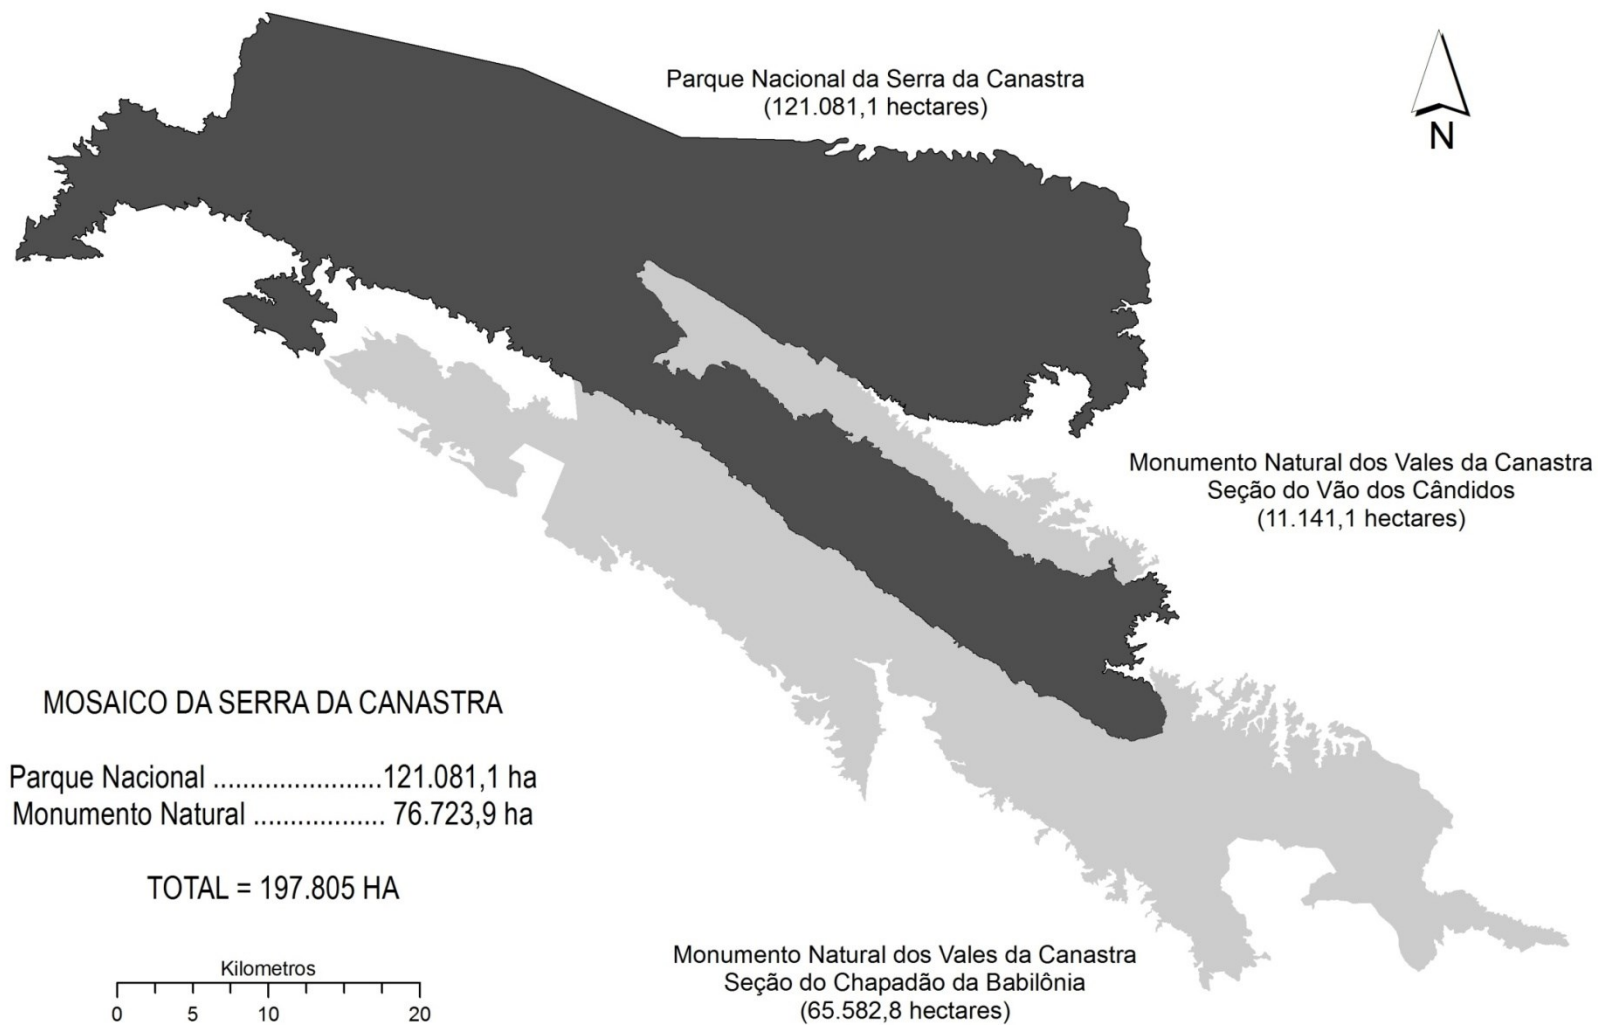 Parque Nacional da Serra da Canastra
(121.081,1 hectares)
N
Monumento Natural dos Vales da Canastra
Seção do Vão dos Cândidos
(11.141,1 hectares)
MOSAICO DA SERRA DA CANASTRA
Parque Nacional ......................121.081,1 ha
Monumento Natural ................. 76.723,9 ha
TOTAL = 197.805 HA
Kilometros
0 5 10 20
Monumento Natural dos Vales da Canastra
Seção do Chapadão da Babilônia
(65.582,8 hectares)